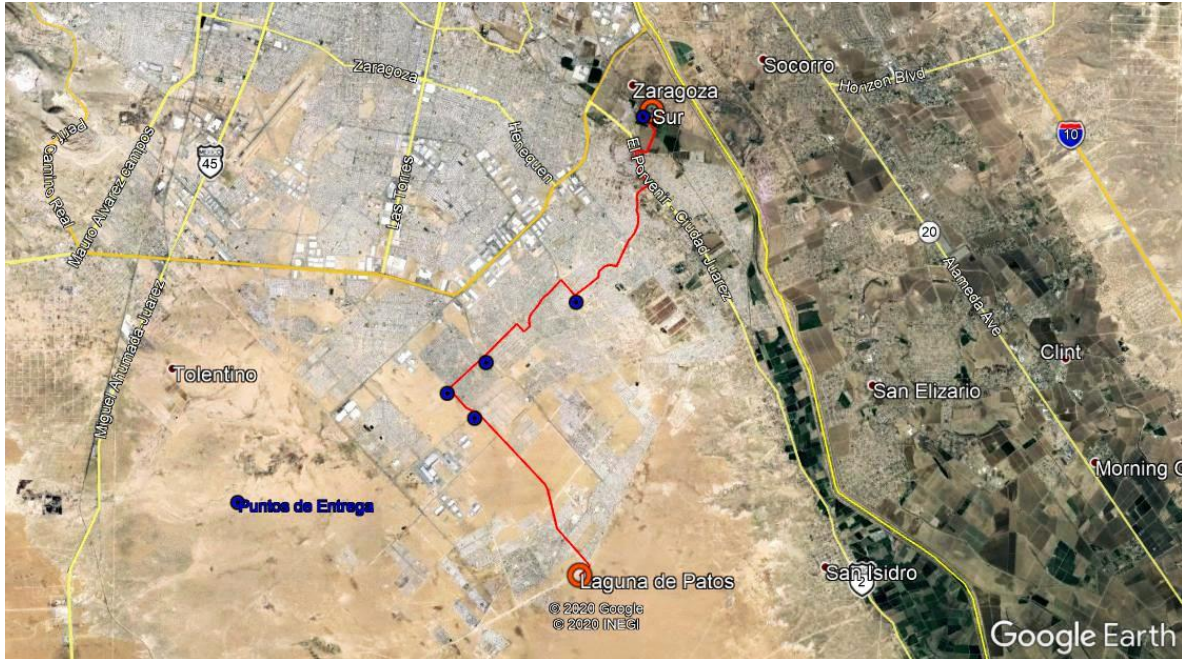 Zaragoza
Socorro
Horizon Blvd
Zaragoza
Sur
10
Henequen
Perif
Camino Real
Mauro Alvarez campos
45
Las Torres
El Porvenir - Ciudad Juarez
20
Alameda Ave
Miguel Ahumada-Juarez
Tolentino
Clint
San Elizario
Morning G
Puntos de Entrega
San Isidro
2
Laguna de Patos
© 2020 Google
© 2020 INEGI
Google Earth